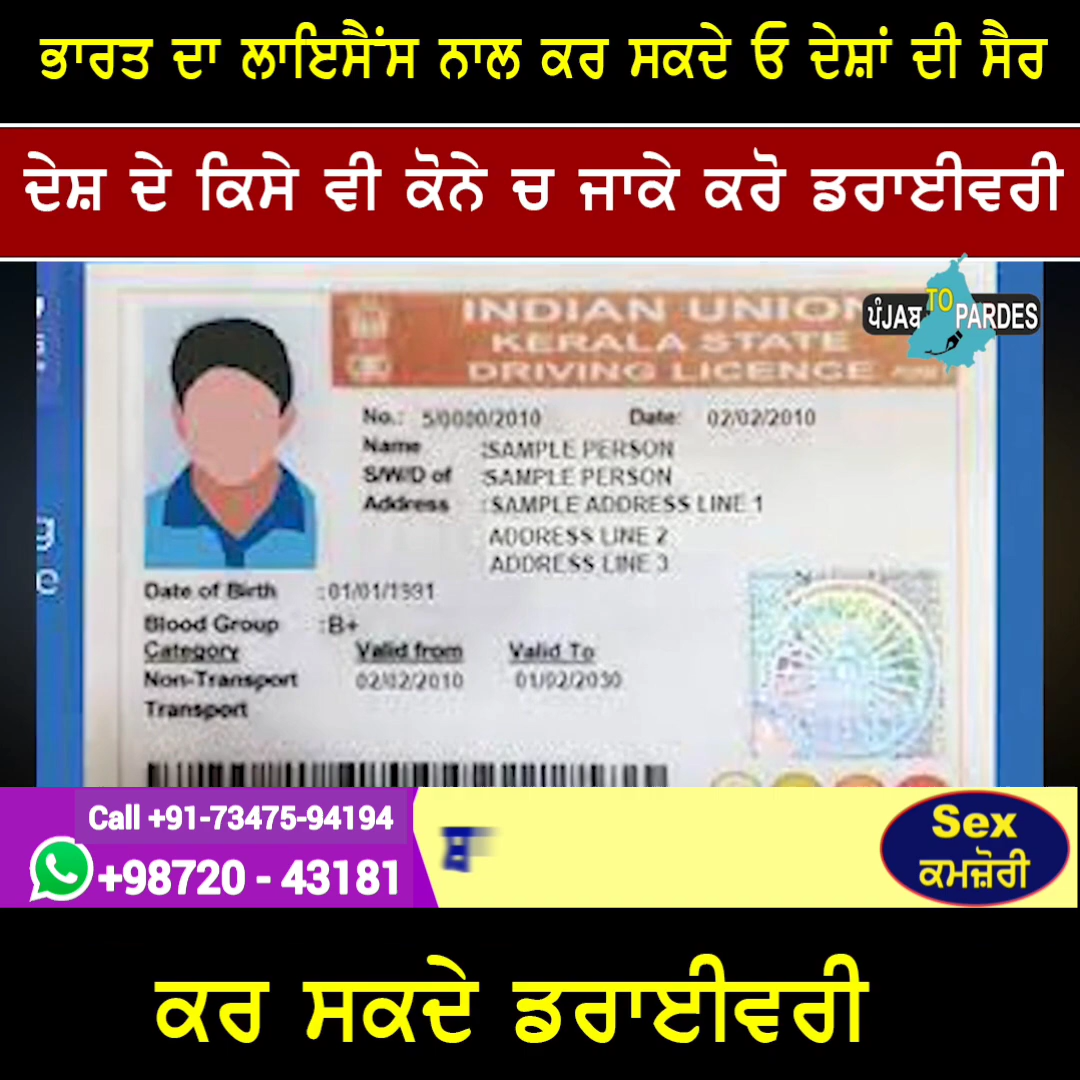 ਭਾਰਤ ਦਾ ਲਾਇਸੈਂਸ ਨਾਲ ਕਰ ਸਕਦੇ ਓ ਦੇਸ਼ਾਂ ਦੀ ਸੈਰ
ਦੇਸ਼ ਦੇ ਕਿਸੇ ਵੀ ਕੋਨੇ ਚ ਜਾਕੇ ਕਰੋ ਡਰਾਈਵਰੀ
ਪੰਜਾਬ TO PARDES
INDIAN UNION
KERALA STATE
DRIVING LICENCE
No.: 5/0000/2010 Date: 02/02/2010
Name :SAMPLE PERSON
S/W/D of :SAMPLE PERSON
Address :SAMPLE ADDRESS LINE 1
ADDRESS LINE 2
ADDRESS LINE 3
Date of Birth :01/01/1991
Blood Group :B+
Category Valid from Valid To
Non-Transport 02/02/2010 01/02/2030
Transport
Call +91-73475-94194
+98720 - 43181
Sex
ਕਮਜ਼ੋਰੀ
ਕਰ ਸਕਦੇ ਡਰਾਈਵਰੀ